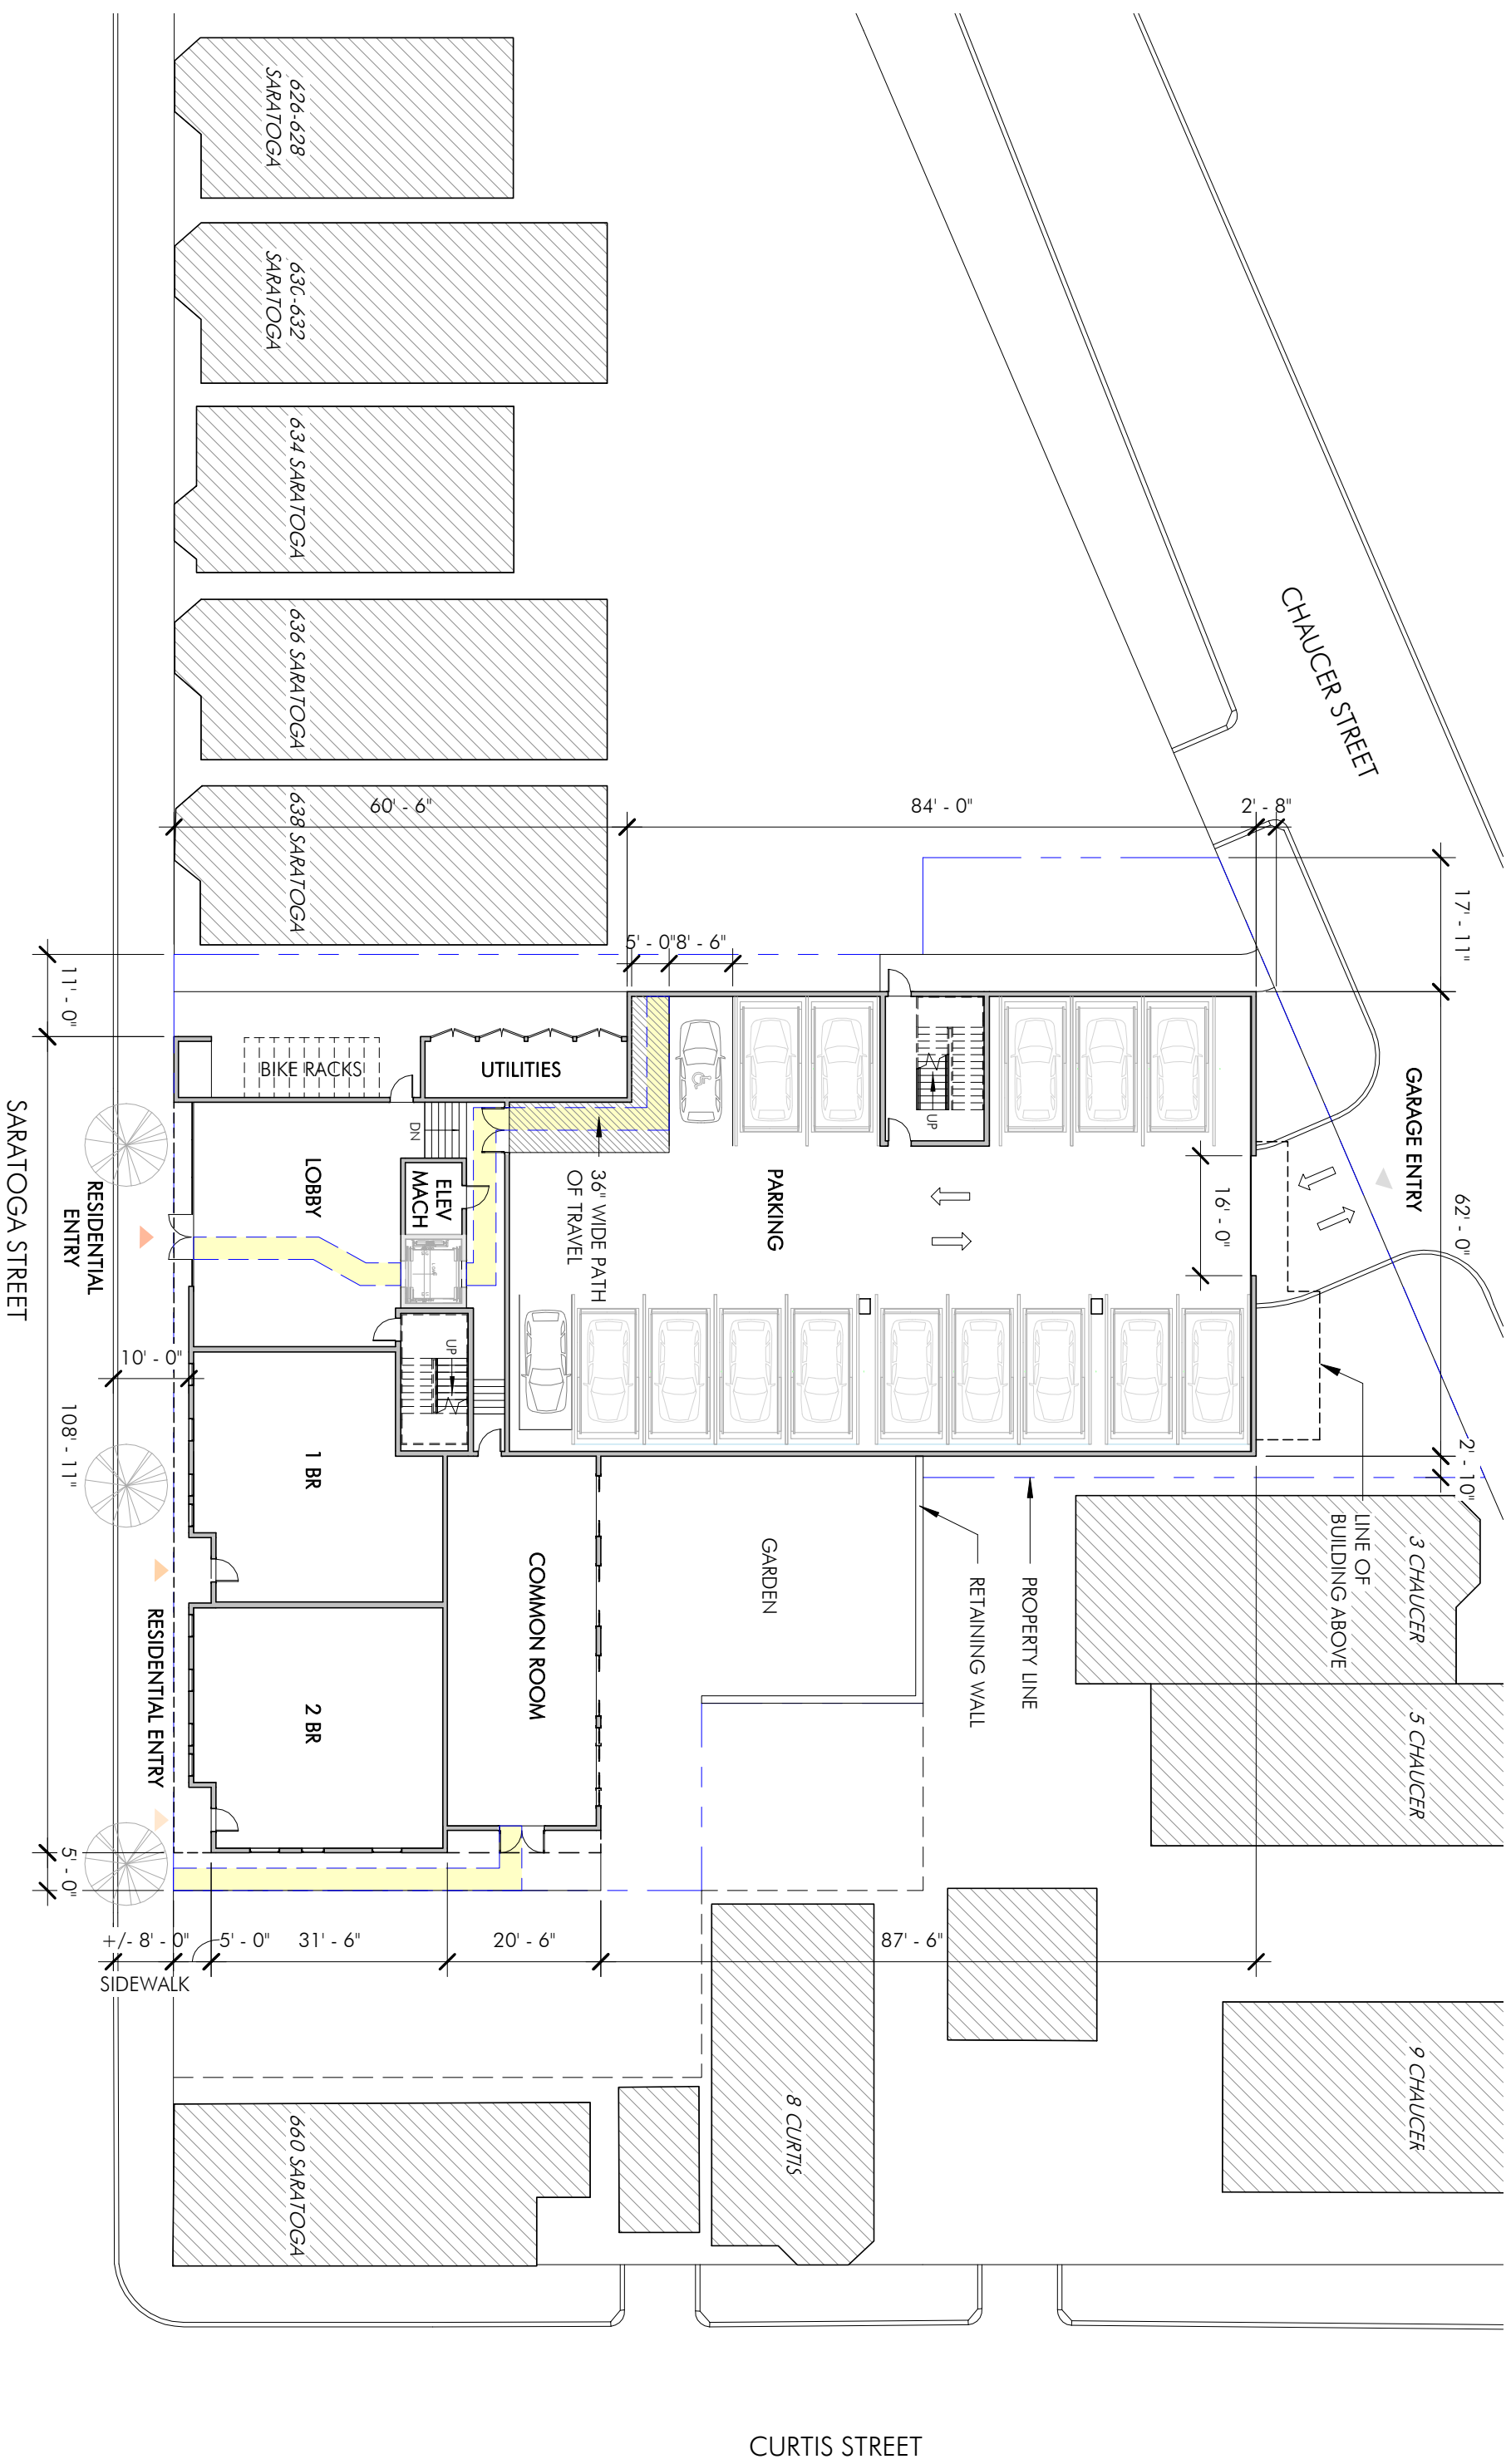 626-628
SARATOGA
630-632
SARATOGA
634 SARATOGA
636 SARATOGA
638 SARATOGA
CHAUCER STREET
60' - 6"
84' - 0"
2' - 8"
17' - 11"
5' - 0"
8' - 6"
11' - 0"
BIKE RACKS
UTILITIES
GARAGE ENTRY
62' - 0"
UP
DN
LOBBY
ELEV
MACH
36" WIDE PATH
OF TRAVEL
PARKING
16' - 0"
SARATOGA STREET
RESIDENTIAL
ENTRY
UP
10' - 0"
108' - 11"
1 BR
2' - 10"
COMMON ROOM
GARDEN
RETAINING WALL
PROPERTY LINE
LINE OF
BUILDING ABOVE
3 CHAUCER
RESIDENTIAL ENTRY
2 BR
5 CHAUCER
5' - 0"
+/- 8' - 0"
5' - 0"
31' - 6"
20' - 6"
87' - 6"
SIDEWALK
9 CHAUCER
8 CURTIS
660 SARATOGA
CURTIS STREET